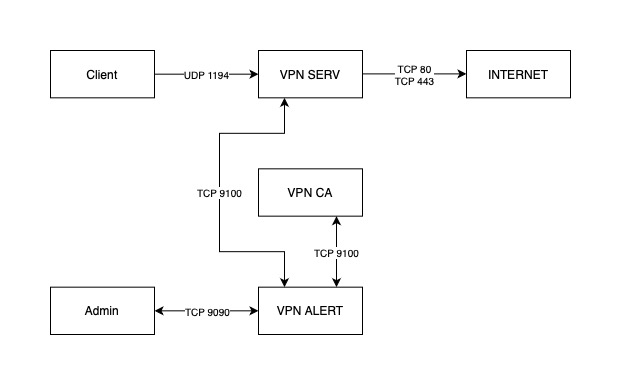 Client
UDP 1194
VPN SERV
TCP 80
TCP 443
INTERNET
TCP 9100
VPN CA
TCP 9100
Admin
TCP 9090
VPN ALERT